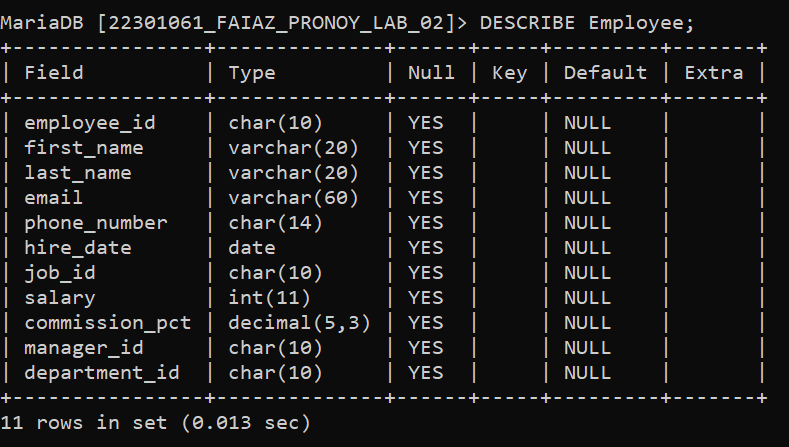 MariaDB [22301061_FAIAZ_PRONOY_LAB_02]> DESCRIBE Employee;
+----------------+--------------+------+-----+---------+-------+
| Field          | Type         | Null | Key | Default | Extra |
+----------------+--------------+------+-----+---------+-------+
| employee_id    | char(10)     | YES  |     | NULL    |       |
| first_name     | varchar(20)  | YES  |     | NULL    |       |
| last_name      | varchar(20)  | YES  |     | NULL    |       |
| email          | varchar(60)  | YES  |     | NULL    |       |
| phone_number   | char(14)     | YES  |     | NULL    |       |
| hire_date      | date         | YES  |     | NULL    |       |
| job_id         | char(10)     | YES  |     | NULL    |       |
| salary         | int(11)      | YES  |     | NULL    |       |
| commission_pct | decimal(5,3) | YES  |     | NULL    |       |
| manager_id     | char(10)     | YES  |     | NULL    |       |
| department_id  | char(10)     | YES  |     | NULL    |       |
+----------------+--------------+------+-----+---------+-------+
11 rows in set (0.013 sec)